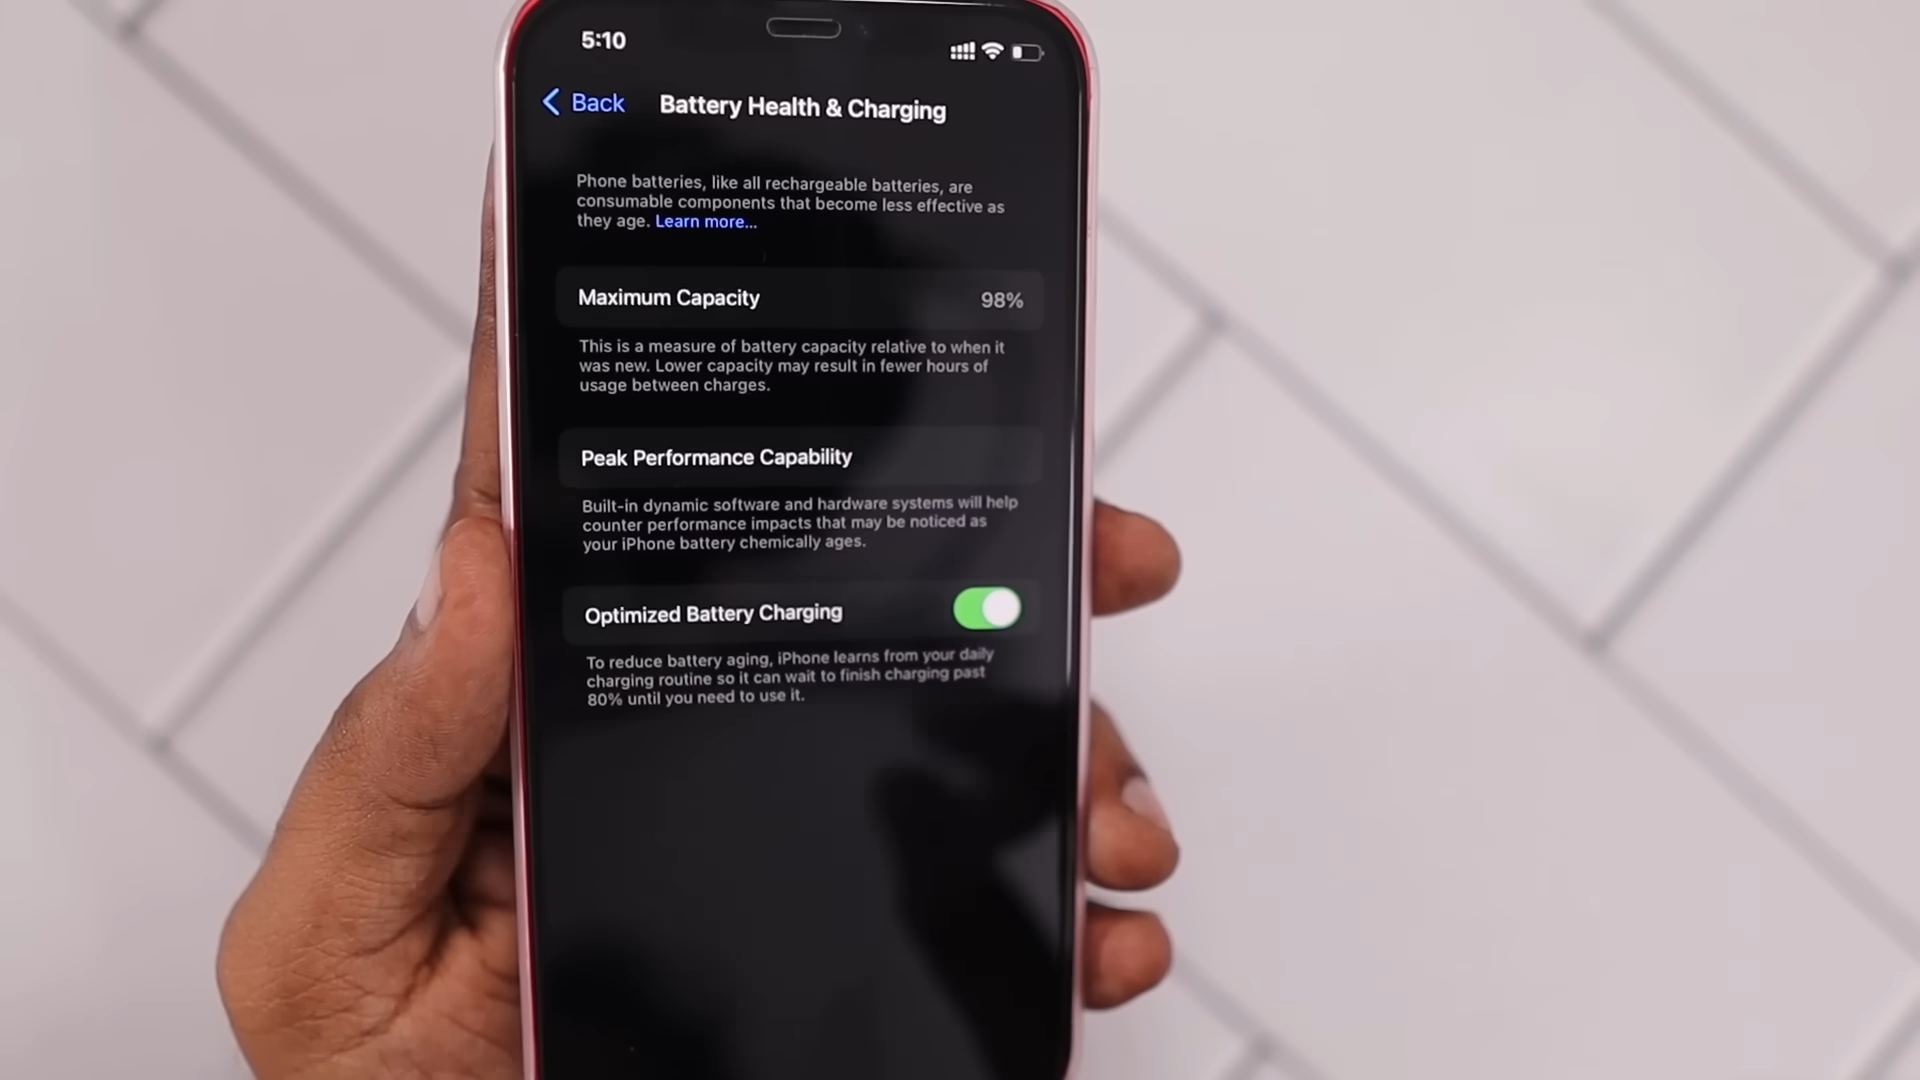 5:10
Back
Battery Health & Charging
Phone batteries, like all rechargeable batteries, are
consumable components that become less effective as
they age. Learn more...
Maximum Capacity 98%
This is a measure of battery capacity relative to when it
was new. Lower capacity may result in fewer hours of
usage between charges.
Peak Performance Capability
Built-in dynamic software and hardware systems will help
counter performance impacts that may be noticed as
your iPhone battery chemically ages.
Optimized Battery Charging
To reduce battery aging, iPhone learns from your daily
charging routine so it can wait to finish charging past
80% until you need to use it.